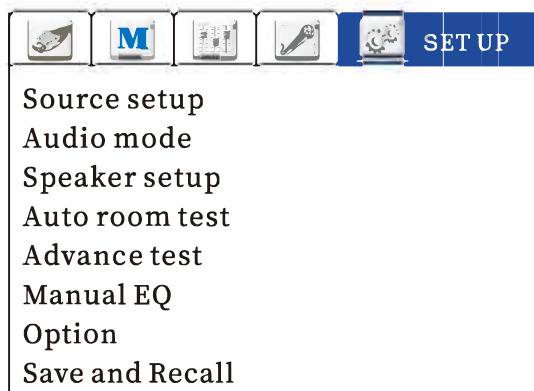 M
SET UP
Source setup
Audio mode
Speaker setup
Auto room test
Advance test
Manual EQ
Option
Save and Recall